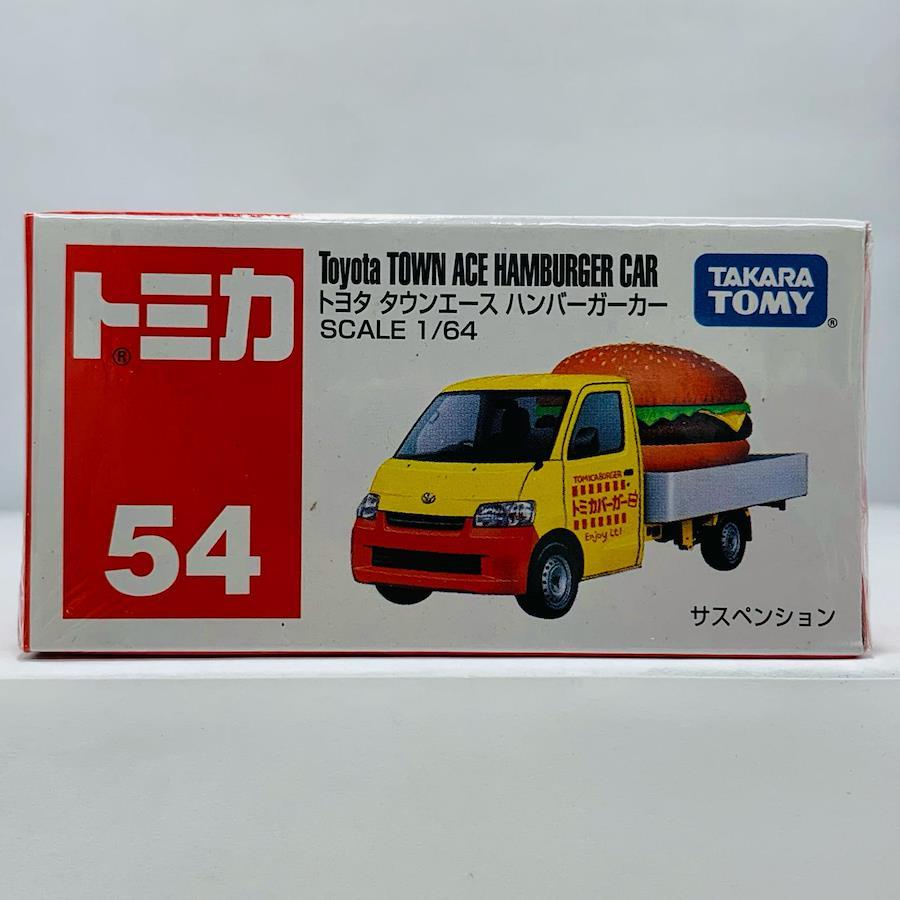 トミカ
®
54
Toyota TOWN ACE HAMBURGER CAR
トヨタ タウンエース ハンバーガーカー
SCALE 1/64
TAKARA
TOMY
®
TOMICABURGER
トミカバーガー
Enjoy it!
サスペンション